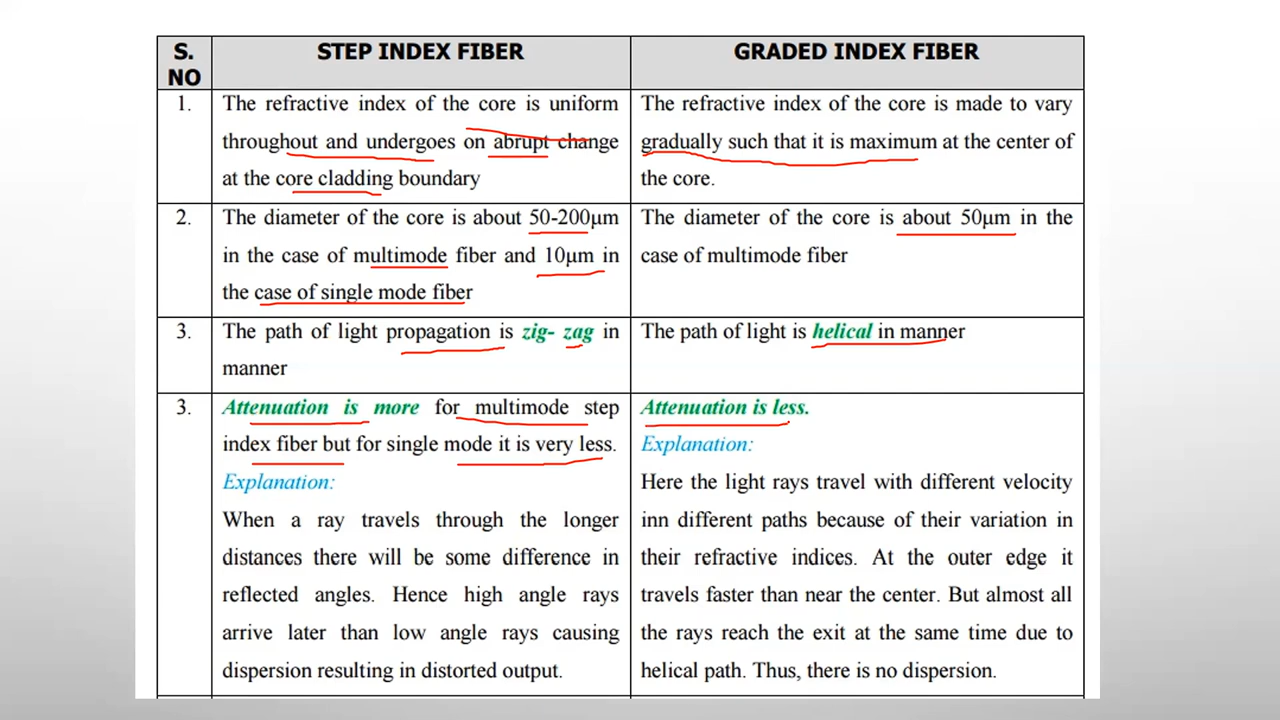 S. NO STEP INDEX FIBER GRADED INDEX FIBER
1. The refractive index of the core is uniform
throughout and undergoes on abrupt change
at the core cladding boundary
The refractive index of the core is made to vary
gradually such that it is maximum at the center of
the core.
2. The diameter of the core is about 50-200μm
in the case of multimode fiber and 10μm in
the case of single mode fiber
The diameter of the core is about 50μm in the
case of multimode fiber
3. The path of light propagation is zig- zag in
manner
The path of light is helical in manner
3. Attenuation is more for multimode step
index fiber but for single mode it is very less.
Explanation:
When a ray travels through the longer
distances there will be some difference in
reflected angles. Hence high angle rays
arrive later than low angle rays causing
dispersion resulting in distorted output.
Attenuation is less.
Explanation:
Here the light rays travel with different velocity
inn different paths because of their variation in
their refractive indices. At the outer edge it
travels faster than near the center. But almost all
the rays reach the exit at the same time due to
helical path. Thus, there is no dispersion.